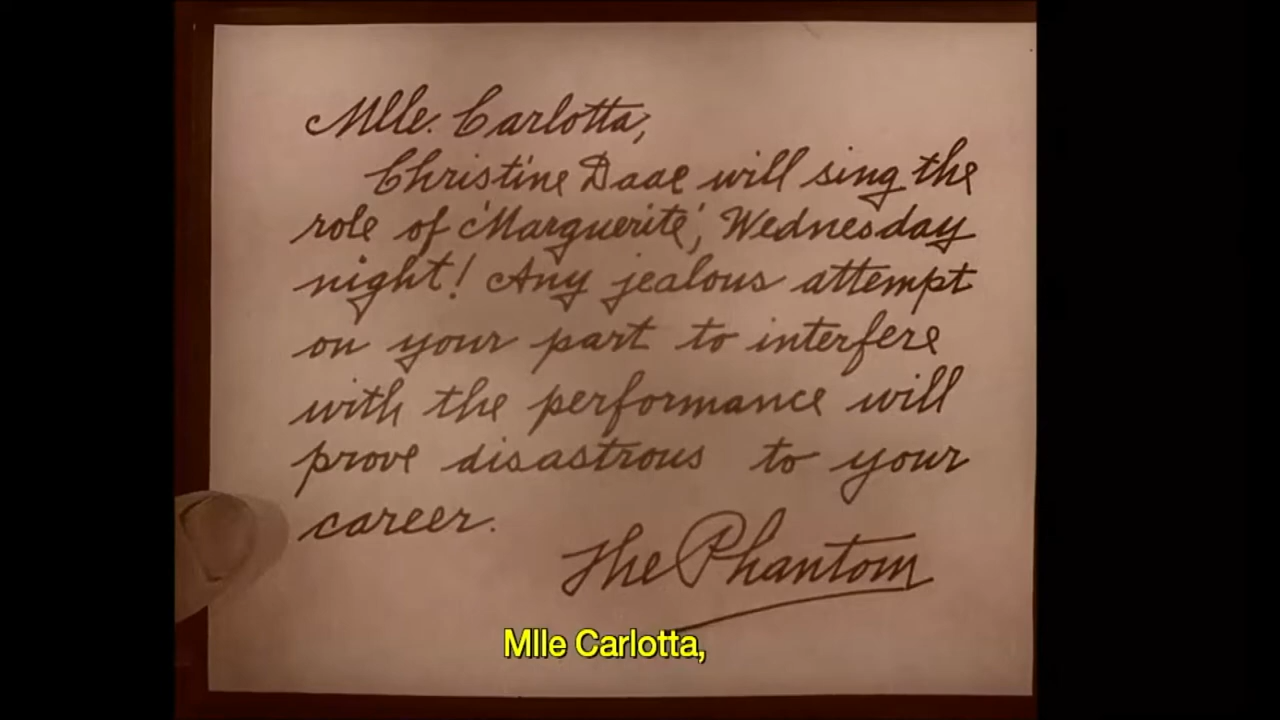 Mlle. Carlotta,
Christine Daae will sing the
role of 'Marguerite', Wednesday
night! Any jealous attempt
on your part to interfere
with the performance will
prove disastrous to your
career.
The Phantom
Mlle Carlotta,